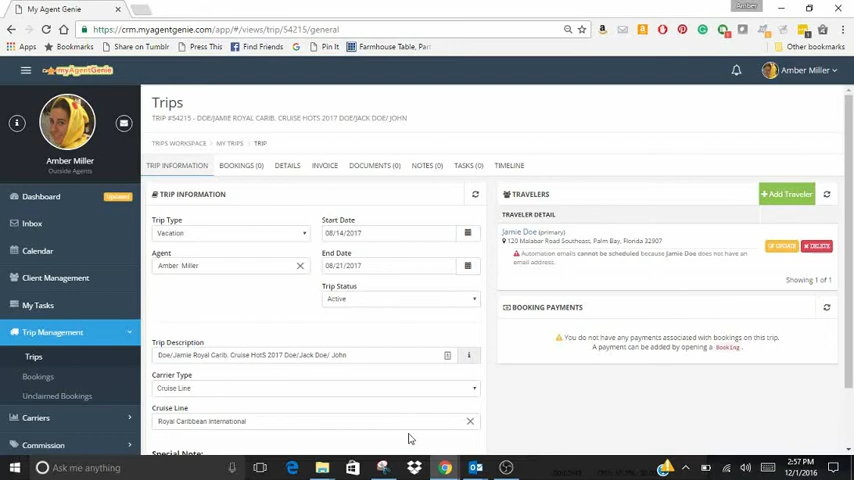 Amber
My Agent Genie
https://crm.myagentgenie.com/app/#/views/trip/54215/general
Apps Bookmarks Share on Tumblr Press This Find Friends Pin It Farmhouse Table, Par Other bookmarks
myAgentGenie Amber Miller
Amber Miller
Outside Agents
Dashboard Updated
Inbox
Calendar
Client Management
My Tasks
Trip Management
Trips
Bookings
Unclaimed Bookings
Carriers
Commission
Trips
TRIP #54215 - DOE/JAMIE ROYAL CARIB. CRUISE HOTS 2017 DOE/JACK DOE/ JOHN
TRIPS WORKSPACE MY TRIPS TRIP
TRIP INFORMATION BOOKINGS (0) DETAILS INVOICE DOCUMENTS (0) NOTES (0) TASKS (0) TIMELINE
TRIP INFORMATION
Trip Type Start Date
Vacation 08/14/2017
Agent End Date
Amber Miller 08/21/2017
Trip Status
Active
Trip Description
Doe/Jamie Royal Carib. Cruise HotS 2017 Doe/Jack Doe/ John
Carrier Type
Cruise Line
Cruise Line
Royal Caribbean International
Special Note:
TRAVELERS + Add Traveler
TRAVELER DETAIL
Jamie Doe (primary)
120 Malabar Road Southeast, Palm Bay, Florida 32907
UPDATE DELETE
Automation emails cannot be scheduled because Jamie Doe does not have an
email address.
Showing 1 of 1
BOOKING PAYMENTS
You do not have any payments associated with bookings on this trip.
A payment can be added by opening a Booking.
Ask me anything
2:57 PM
12/1/2016